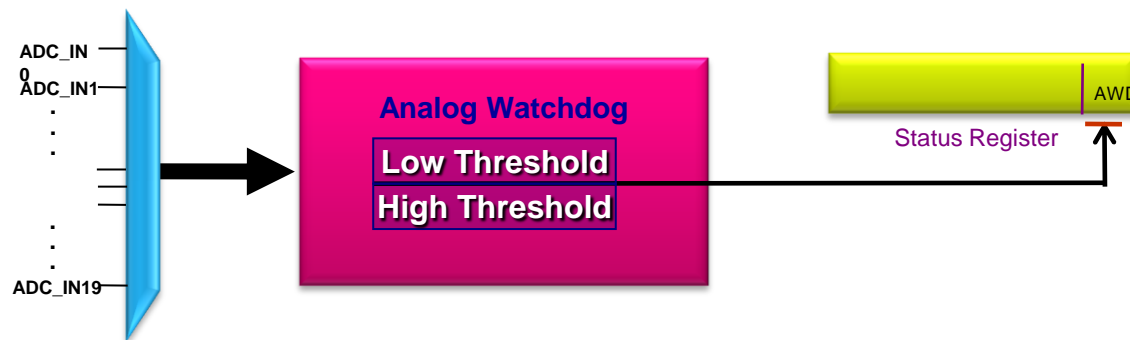 ADC_IN
0
ADC_IN1
.
.
.
.
.
.
ADC_IN19
Analog Watchdog
Low Threshold
High Threshold
AWD
Status Register